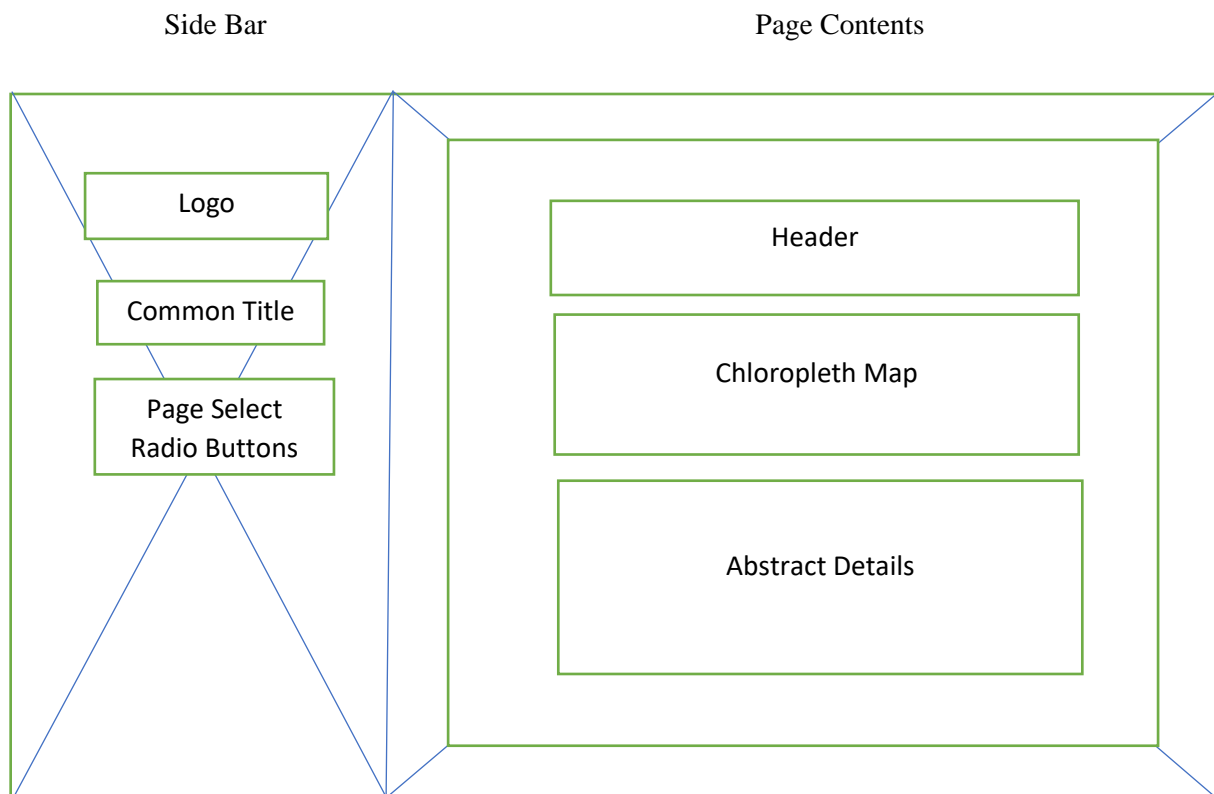 Side Bar
Page Contents
Logo
Common Title
Page Select
Radio Buttons
Header
Chloropleth Map
Abstract Details